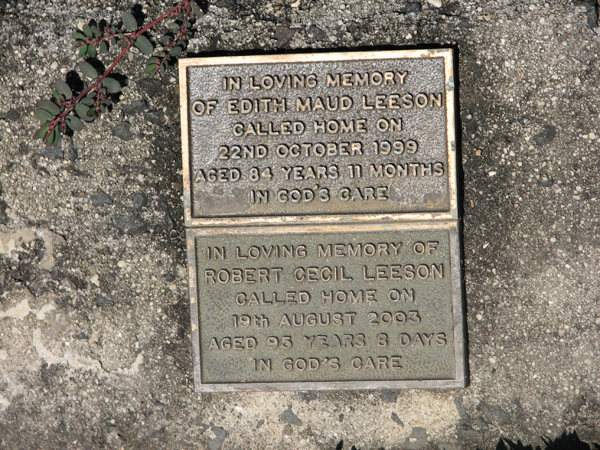 IN LOVING MEMORY
OF EDITH MAUD LEESON
CALLED HOME ON
22ND OCTOBER 1999
AGED 84 YEARS 11 MONTHS
IN GOD'S CARE
IN LOVING MEMORY OF
ROBERT CECIL LEESON
CALLED HOME ON
19th AUGUST 2003
AGED 95 YEARS 8 DAYS
IN GOD'S CARE